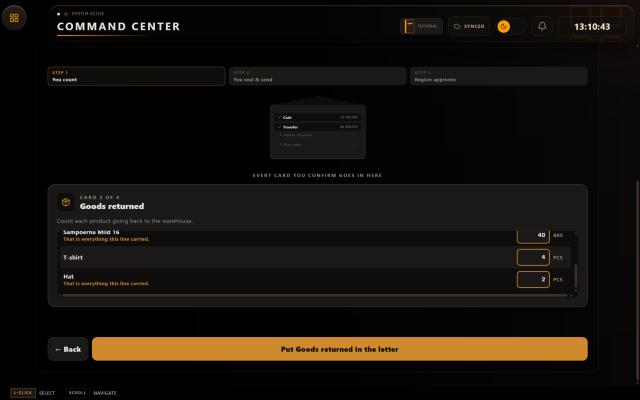 SYSTEM ACTIVE
COMMAND CENTER
TUTORIAL
SYNCED
13:10:43
STEP 1
You count
STEP 2
You seal & send
STEP 3
Region approves
Cash
Transfer
EVERY CARD YOU CONFIRM GOES IN HERE
CARD 3 OF 4
Goods returned
Count each product going back to the warehouse.
Sampoerna Mild 16
That is everything this line carried.
40 BKS
T-shirt
4 PCS
Hat
That is everything this line carried.
2 PCS
← Back
Put Goods returned in the letter
L-CLICK SELECT SCROLL NAVIGATE